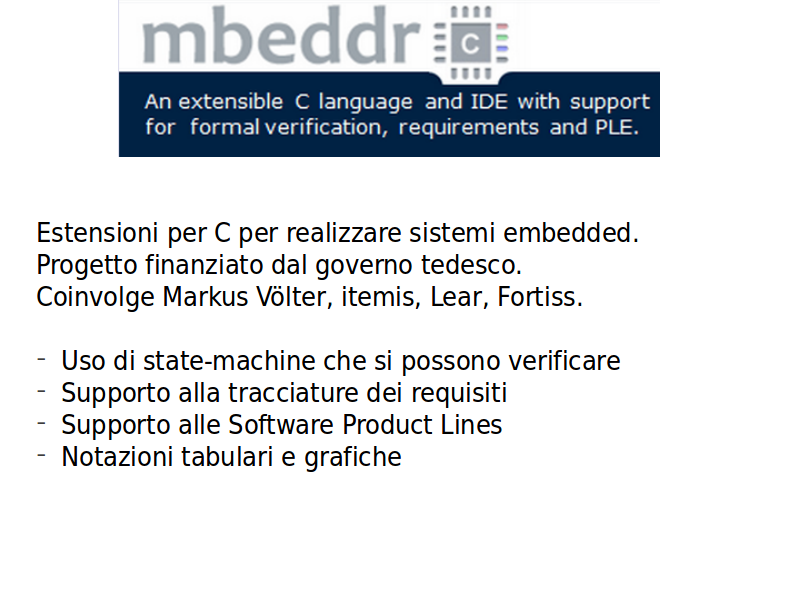 mbeddr C
An extensible C language and IDE with support
for formal verification, requirements and PLE.
Estensioni per C per realizzare sistemi embedded.
Progetto finanziato dal governo tedesco.
Coinvolge Markus Völter, itemis, Lear, Fortiss.
- Uso di state-machine che si possono verificare
- Supporto alla tracciature dei requisiti
- Supporto alle Software Product Lines
- Notazioni tabulari e grafiche